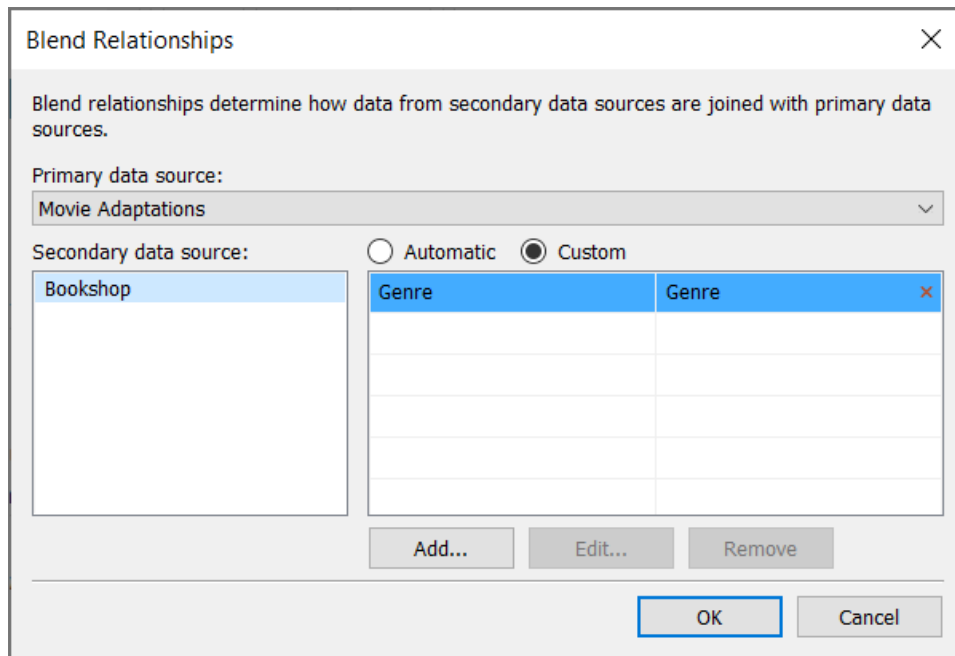 Blend Relationships
Blend relationships determine how data from secondary data sources are joined with primary data
sources.
Primary data source:
Movie Adaptations
Secondary data source:
Automatic Custom
Bookshop
Genre Genre
Add... Edit... Remove
OK Cancel